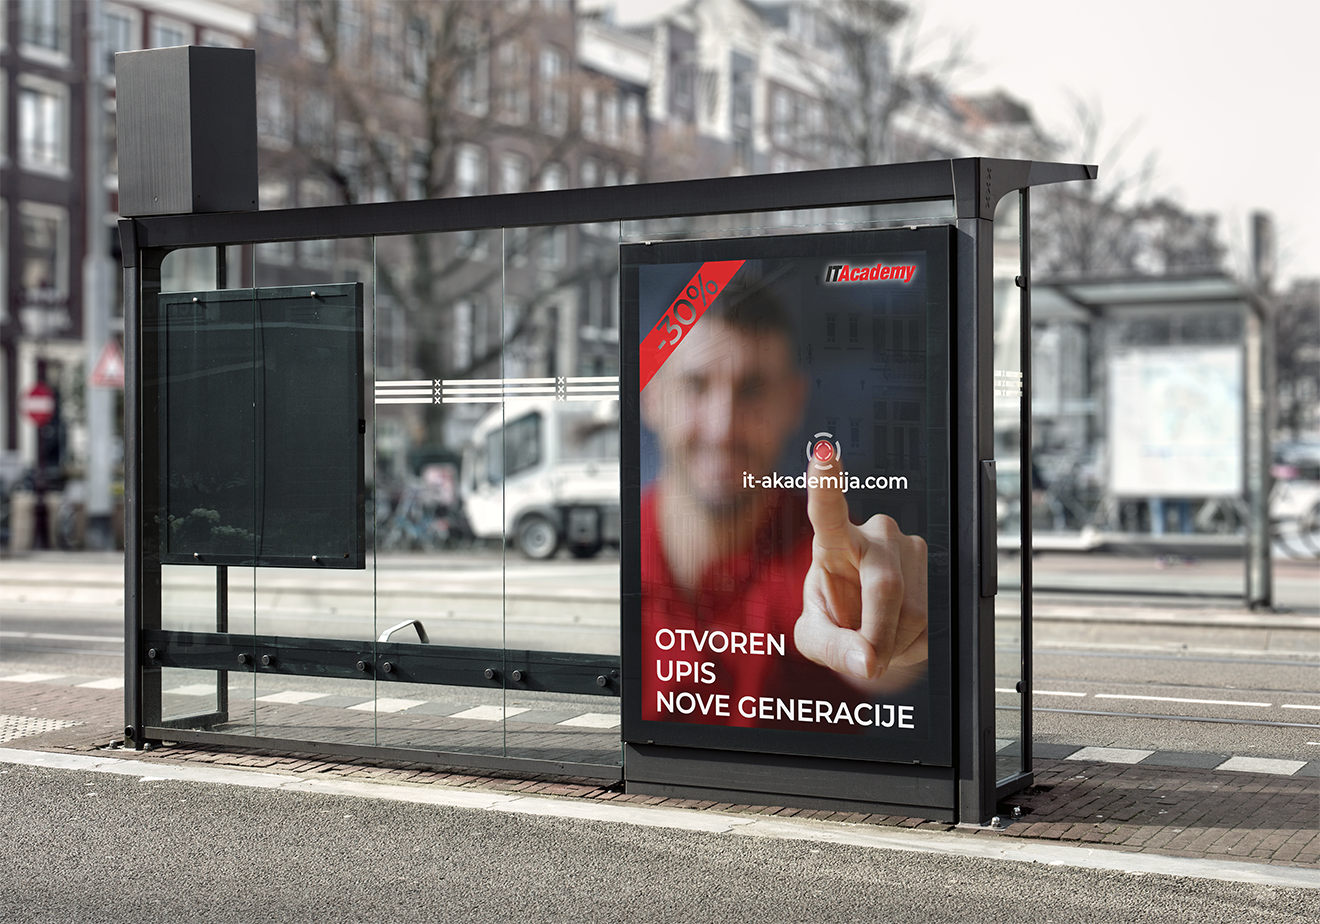 -30%
ITAcademy
it-akademija.com
OTVOREN
UPIS
NOVE GENERACIJE